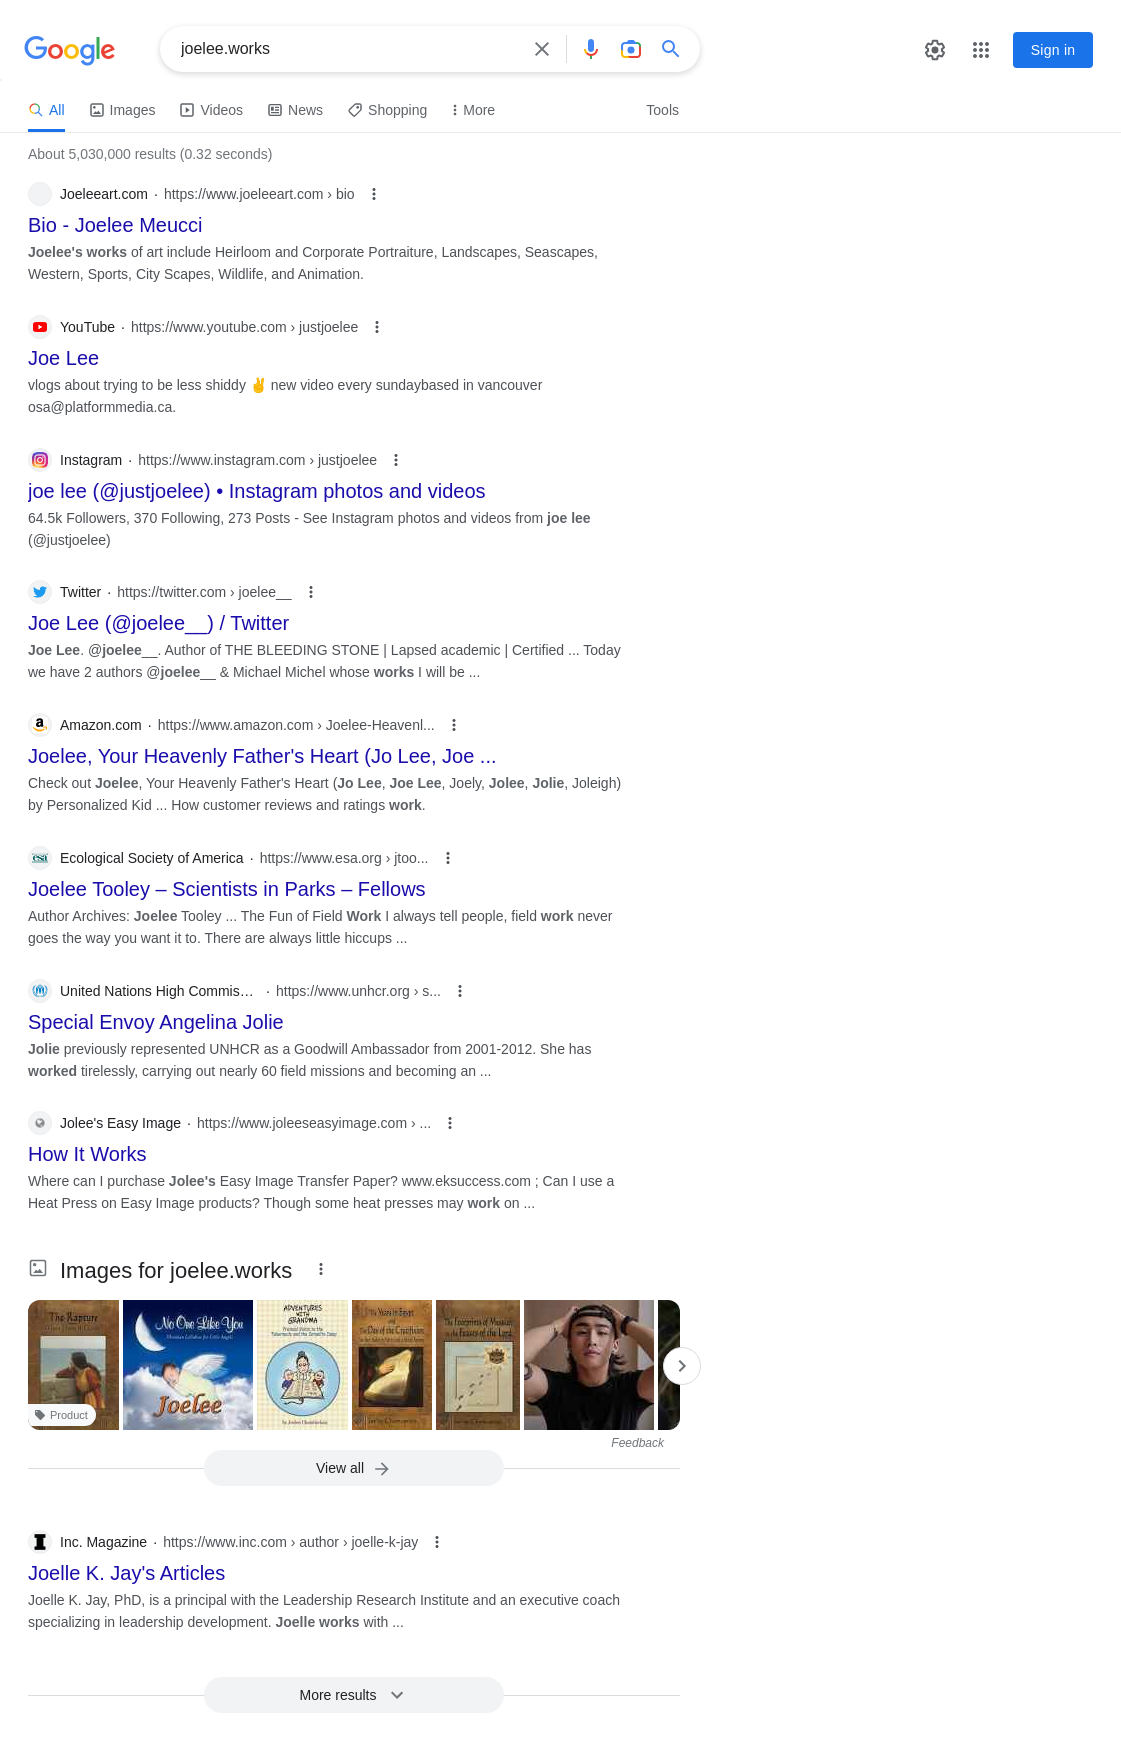 Google
joelee.works
Sign in
All
Images
Videos
News
Shopping
More
Tools
About 5,030,000 results (0.32 seconds)
Joeleeart.com · https://www.joeleeart.com › bio
Bio - Joelee Meucci
Joelee's works of art include Heirloom and Corporate Portraiture, Landscapes, Seascapes,
Western, Sports, City Scapes, Wildlife, and Animation.
YouTube · https://www.youtube.com › justjoelee
Joe Lee
vlogs about trying to be less shiddy ✌️ new video every sundaybased in vancouver
osa@platformmedia.ca.
Instagram · https://www.instagram.com › justjoelee
joe lee (@justjoelee) • Instagram photos and videos
64.5k Followers, 370 Following, 273 Posts - See Instagram photos and videos from joe lee
(@justjoelee)
Twitter · https://twitter.com › joelee__
Joe Lee (@joelee__) / Twitter
Joe Lee. @joelee__. Author of THE BLEEDING STONE | Lapsed academic | Certified ... Today
we have 2 authors @joelee__ & Michael Michel whose works I will be ...
Amazon.com · https://www.amazon.com › Joelee-Heavenl...
Joelee, Your Heavenly Father's Heart (Jo Lee, Joe ...
Check out Joelee, Your Heavenly Father's Heart (Jo Lee, Joe Lee, Joely, Jolee, Jolie, Joleigh)
by Personalized Kid ... How customer reviews and ratings work.
esa
Ecological Society of America · https://www.esa.org › jtoo...
Joelee Tooley – Scientists in Parks – Fellows
Author Archives: Joelee Tooley ... The Fun of Field Work I always tell people, field work never
goes the way you want it to. There are always little hiccups ...
United Nations High Commis… · https://www.unhcr.org › s...
Special Envoy Angelina Jolie
Jolie previously represented UNHCR as a Goodwill Ambassador from 2001-2012. She has
worked tirelessly, carrying out nearly 60 field missions and becoming an ...
Jolee's Easy Image · https://www.joleeseasyimage.com › ...
How It Works
Where can I purchase Jolee's Easy Image Transfer Paper? www.eksuccess.com ; Can I use a
Heat Press on Easy Image products? Though some heat presses may work on ...
Images for joelee.works
The Rapture
Product
No One Like You
Joelee
ADVENTURES
WITH
GRANDMA
The Day of the Crucifixion
The Footprints of Messiah
in the Feasts of the Lord
Feedback
View all
Inc. Magazine · https://www.inc.com › author › joelle-k-jay
Joelle K. Jay's Articles
Joelle K. Jay, PhD, is a principal with the Leadership Research Institute and an executive coach
specializing in leadership development. Joelle works with ...
More results